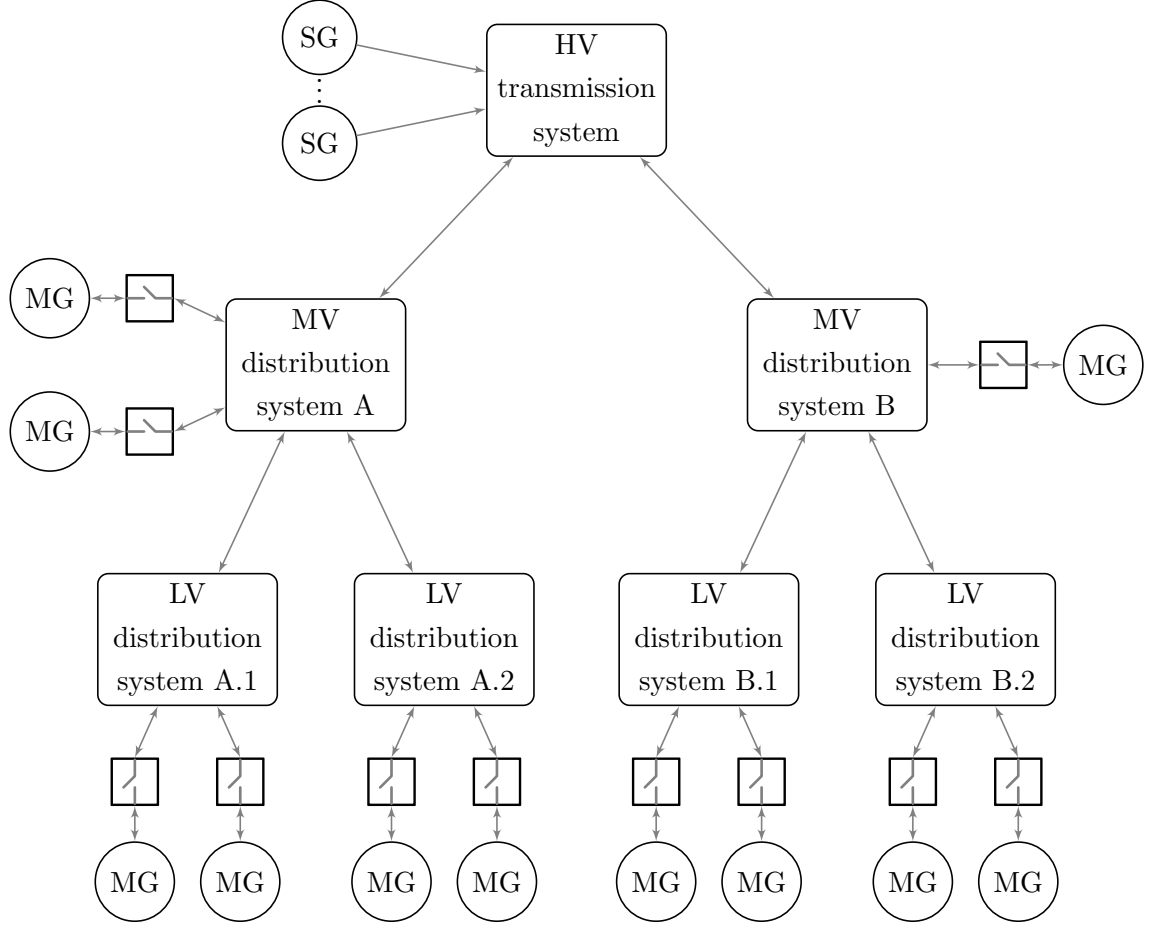 SG
SG
HV
transmission
system
MG
MG
MV
distribution
system A
MV
distribution
system B
MG
LV
distribution
system A.1
LV
distribution
system A.2
LV
distribution
system B.1
LV
distribution
system B.2
MG
MG
MG
MG
MG
MG
MG
MG